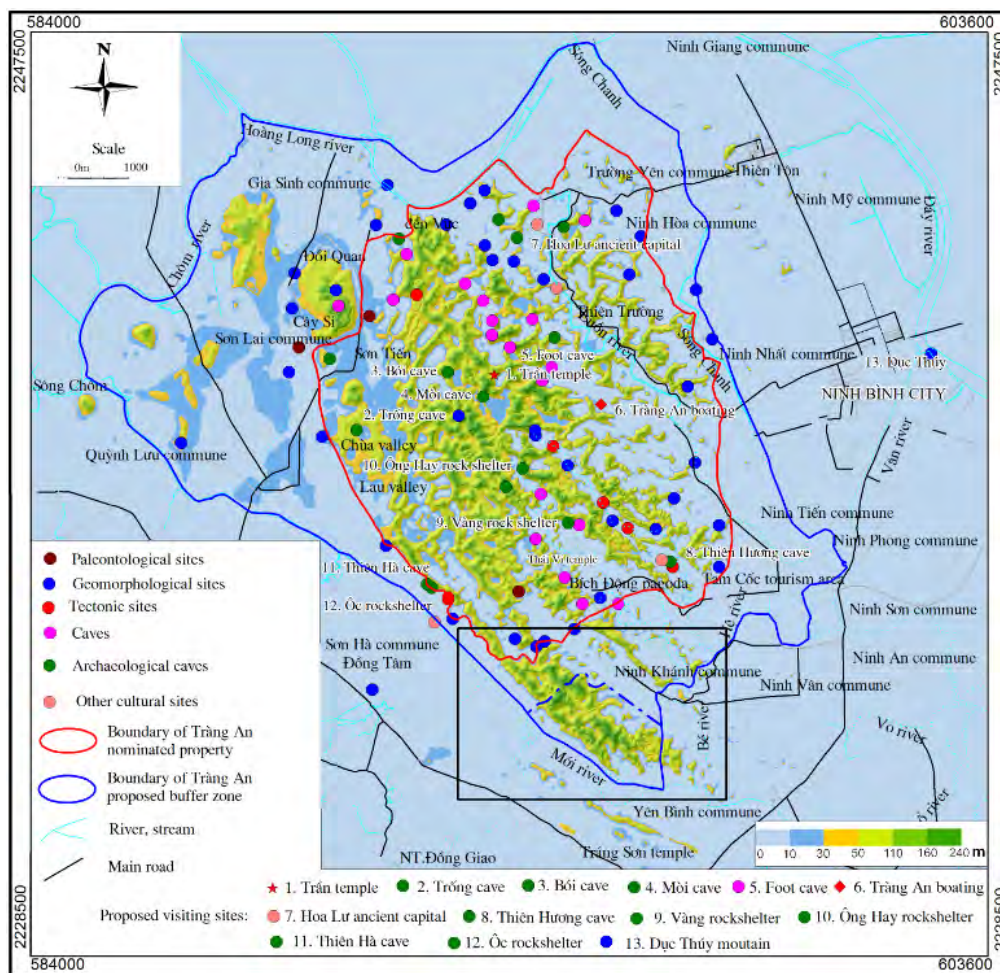 584000
603600
2247500
2247500
N
Scale
0m 1000
Ninh Giang commune
Sông Chanh
Hoàng Long river
Thiên Tôn
Trường Yên commune
Gia Sinh commune
Ninh Mỹ commune
Đáy river
Ninh Hòa commune
đền Vộc
7. Hoa Lư ancient capital
Chôm river
Đồi Quan
Thiên Trường
Cây Si
Sơn Lai commune
Sơn Tiến
5. Foot cave
Sông Chanh
Ninh Nhất commune
13. Dục Thúy
3. Bói cave
1. Trần temple
Sông Chôm
4. Mòi cave
NINH BÌNH CITY
2. Trống cave
6. Tràng An boating
Chùa valley
Quỳnh Lưu commune
Vân river
10. Ông Hay rock shelter
Lau valley
9. Vàng rock shelter
Ninh Tiến commune
Ninh Phong commune
Thái Vi temple
8. Thiên Hương cave
11. Thiên Hà cave
Bích Động pagoda
Tam Cốc tourism area
12. Ốc rockshelter
Hệ river
Ninh Sơn commune
Sơn Hà commune
Đồng Tâm
Ninh An commune
Ninh Khánh commune
Ninh Vân commune
Bé river
Vo river
Mới river
Yên Bình commune
NT.Đồng Giao
Tráng Sơn temple
Paleontological sites
Geomorphological sites
Tectonic sites
Caves
Archaeological caves
Other cultural sites
Boundary of Tràng An
nominated property
Boundary of Tràng An
proposed buffer zone
River, stream
Main road
0 10 30 50 110 160 240 m
1. Trần temple 2. Trống cave 3. Bói cave 4. Mòi cave 5. Foot cave 6. Tràng An boating
Proposed visiting sites: 7. Hoa Lư ancient capital 8. Thiên Hương cave 9. Vàng rockshelter 10. Ông Hay rockshelter
11. Thiên Hà cave 12. Ốc rockshelter 13. Dục Thúy moutain
2228500
2228500
584000
603600